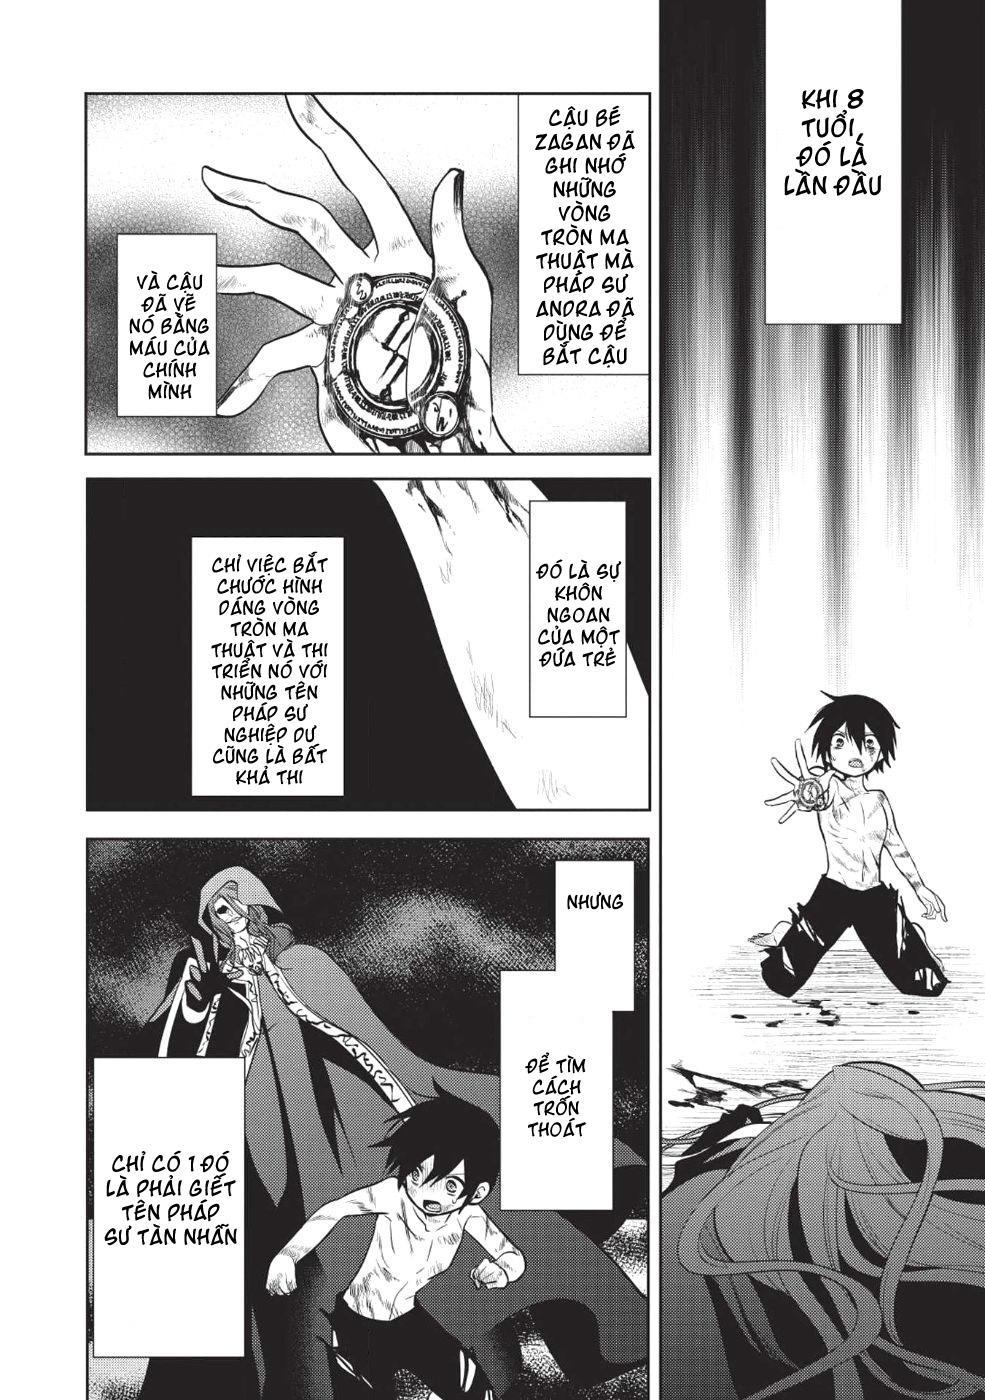 KHI 8
TUỔI,
ĐÓ LÀ
LẦN ĐẦU
CẬU BÉ
ZAGAN ĐÃ
GHI NHỚ
NHỮNG
VÒNG
TRÒN MA
THUẬT MÀ
PHÁP SƯ
ANDRA ĐÃ
DÙNG ĐỂ
BẮT CẬU
VÀ CẬU
ĐÃ VẼ
NÓ BẰNG
MÁU CỦA
CHÍNH
MÌNH
ĐÓ LÀ SỰ
KHÔN
NGOAN
CỦA MỘT
ĐỨA TRẺ
CHỈ VIỆC BẮT
CHƯỚC HÌNH
DÁNG VÒNG
TRÒN MA
THUẬT VÀ THI
TRIỂN NÓ VỚI
NHỮNG TÊN
PHÁP SƯ
NGHIỆP DƯ
CŨNG LÀ BẤT
KHẢ THI
NHƯNG
ĐỂ TÌM
CÁCH
TRỐN
THOÁT
CHỈ CÓ 1 ĐÓ
LÀ PHẢI GIẾT
TÊN PHÁP
SƯ TÀN NHẪN